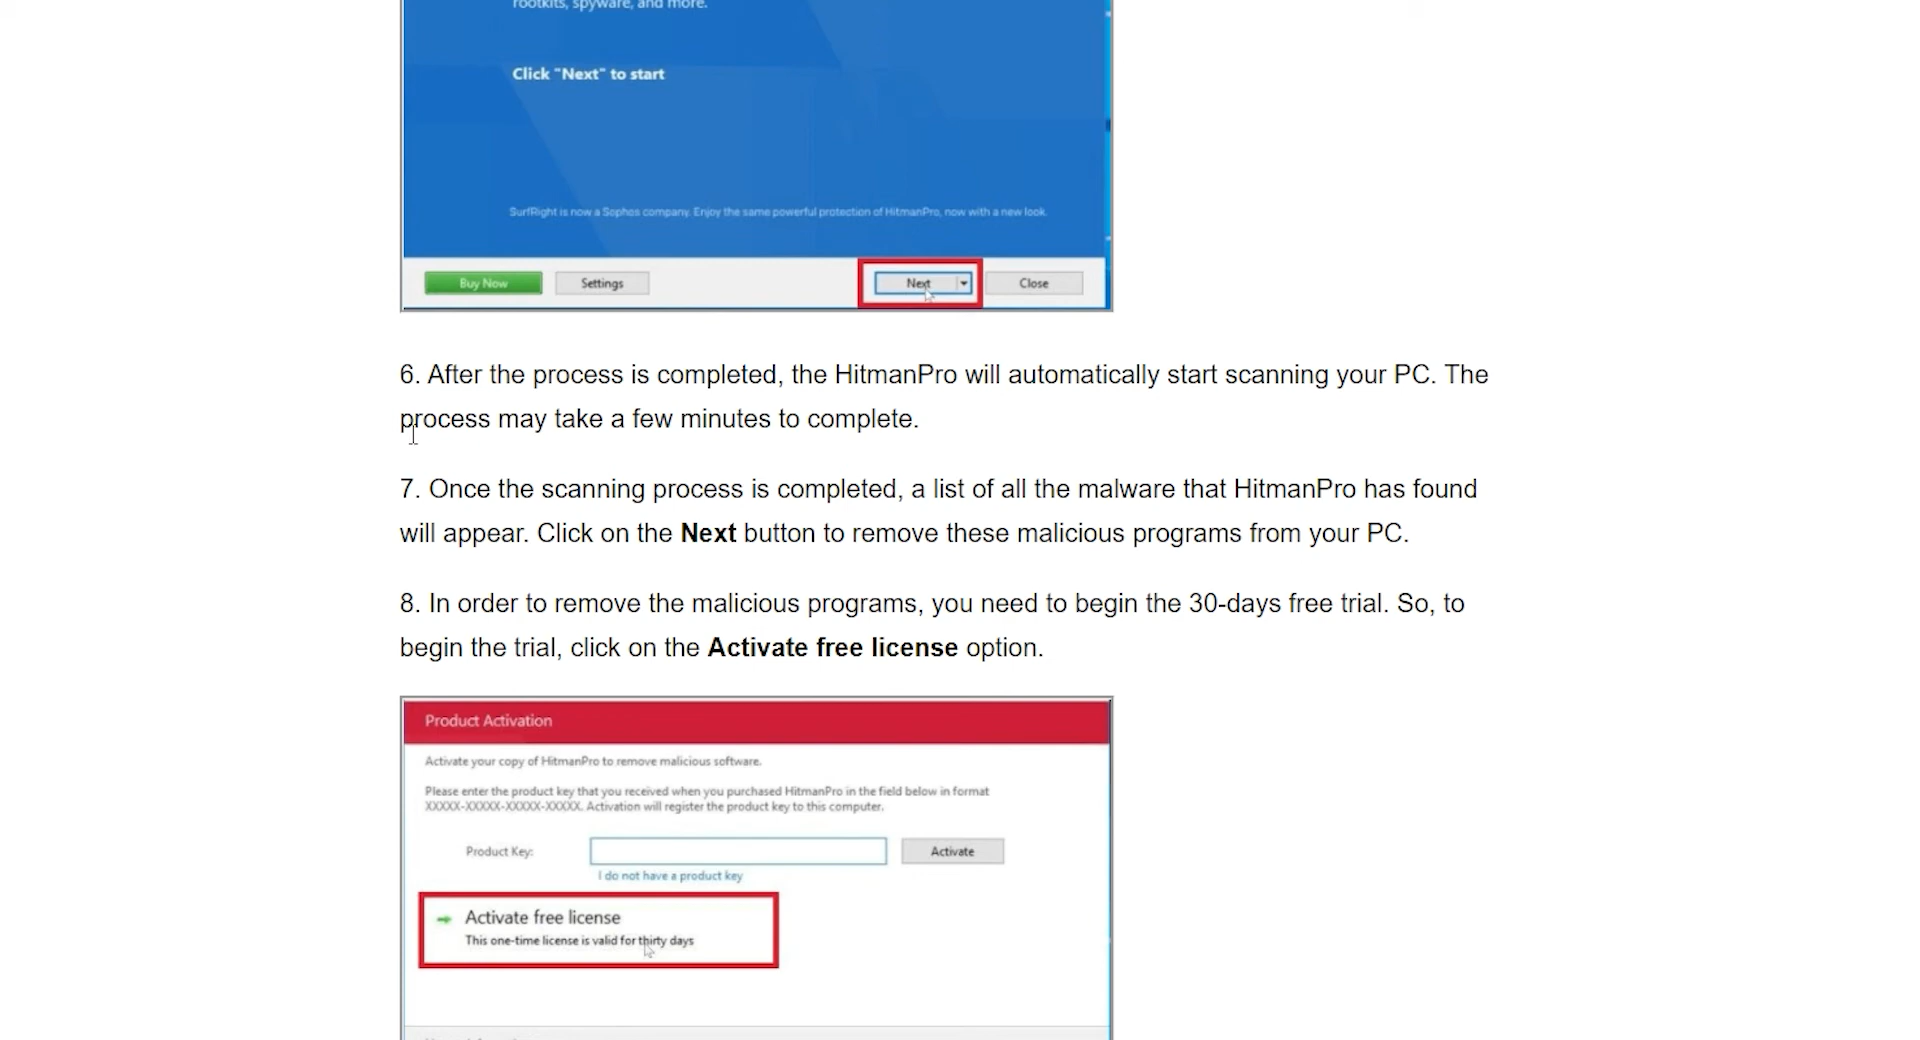 rootkits, spyware, and more.
Click "Next" to start
SurfRight is now a Sophos company. Enjoy the same powerful protection of HitmanPro, now with a new look.
Buy Now Settings Next Close
6. After the process is completed, the HitmanPro will automatically start scanning your PC. The
process may take a few minutes to complete.
7. Once the scanning process is completed, a list of all the malware that HitmanPro has found
will appear. Click on the Next button to remove these malicious programs from your PC.
8. In order to remove the malicious programs, you need to begin the 30-days free trial. So, to
begin the trial, click on the Activate free license option.
Product Activation
Activate your copy of HitmanPro to remove malicious software.
Please enter the product key that you received when you purchased HitmanPro in the field below in format
XXXXX-XXXXX-XXXXX-XXXXX. Activation will register the product key to this computer.
Product Key: Activate
I do not have a product key
Activate free license
This one-time license is valid for thirty days